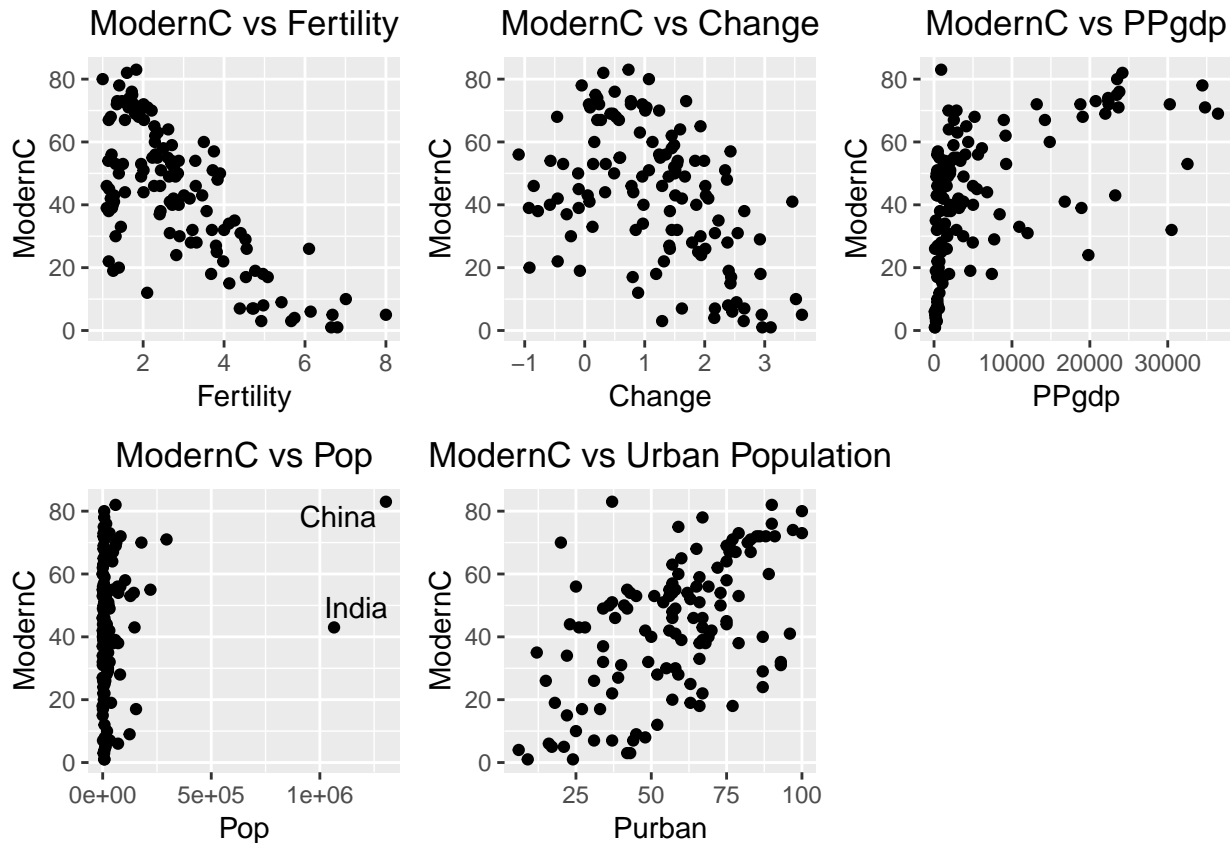 ModernC vs Fertility
ModernC
80
60
40
20
0
2
4
6
8
Fertility
ModernC vs Change
ModernC
80
60
40
20
0
−1
0
1
2
3
Change
ModernC vs PPgdp
ModernC
80
60
40
20
0
0
10000
20000
30000
PPgdp
ModernC vs Pop
ModernC
80
60
40
20
0
China
India
0e+00
5e+05
1e+06
Pop
ModernC vs Urban Population
ModernC
80
60
40
20
0
25
50
75
100
Purban